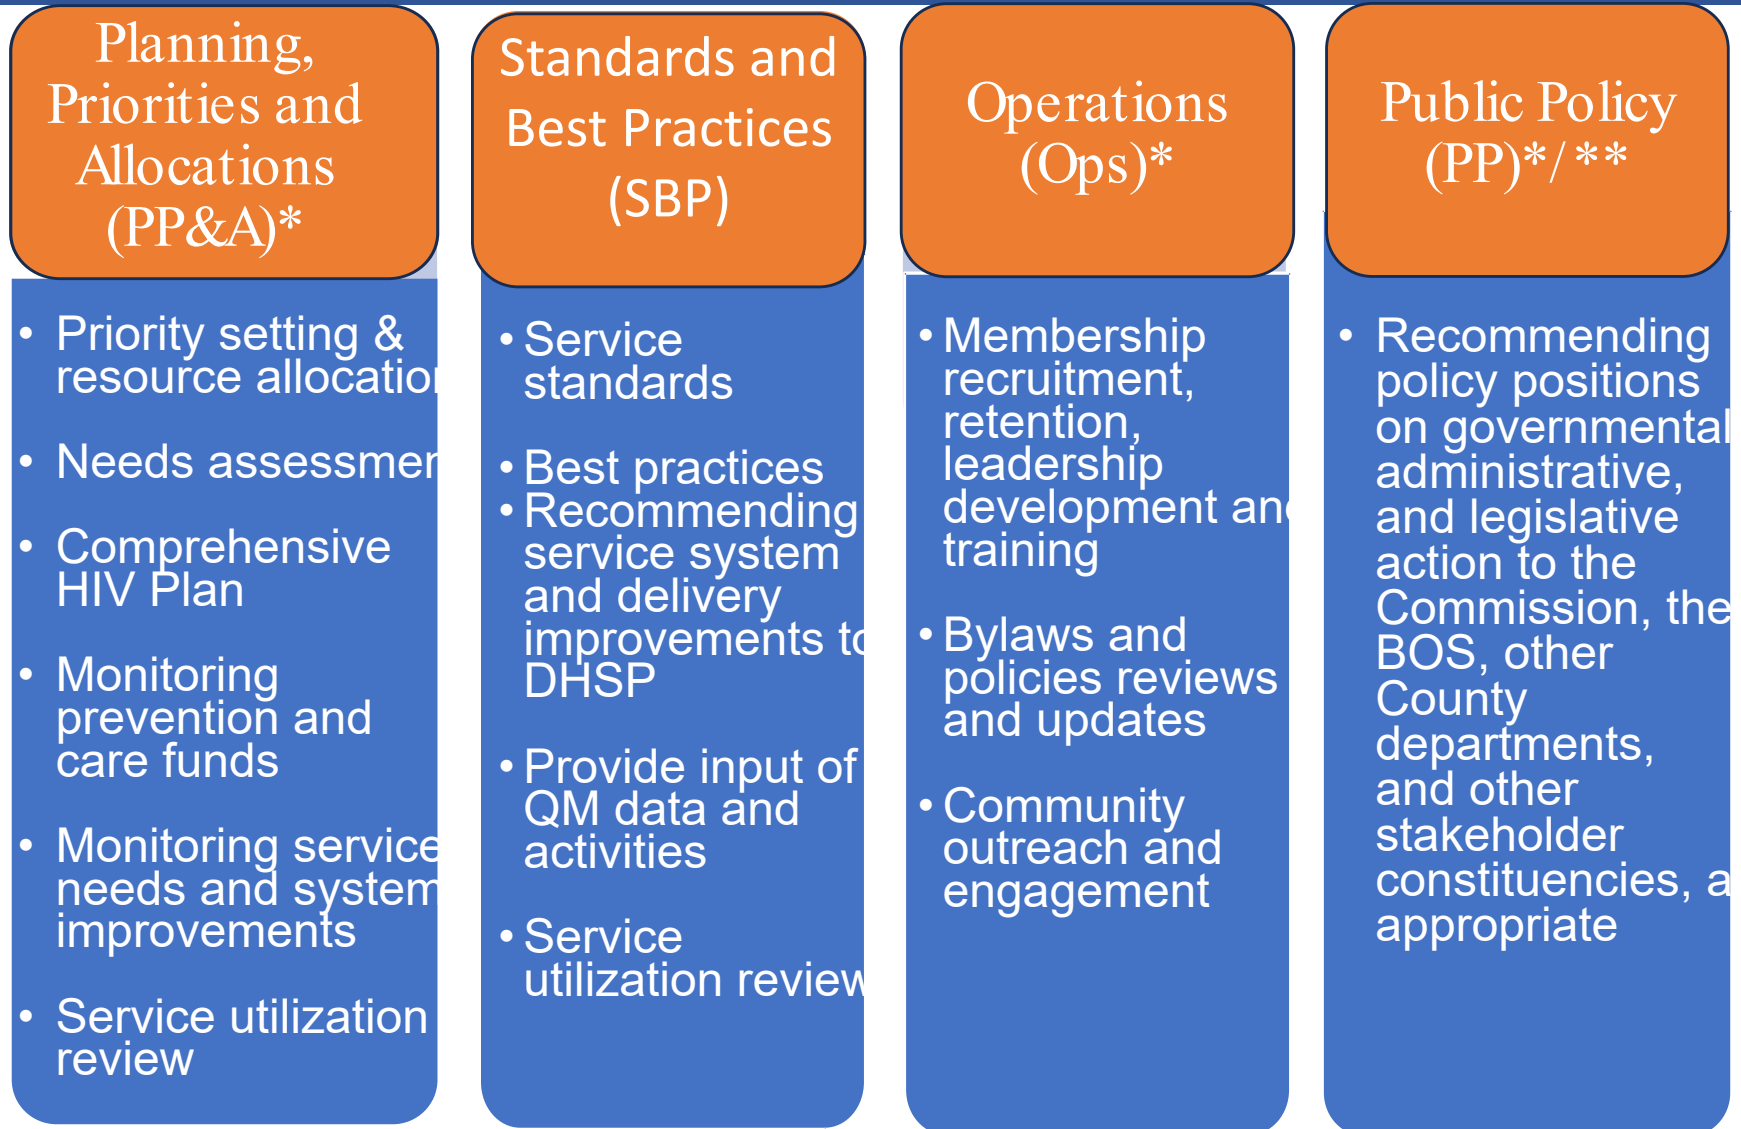 Planning,
Priorities and
Allocations
(PP&A)*
• Priority setting &
resource allocation
• Needs assessmen
• Comprehensive
HIV Plan
• Monitoring
prevention and
care funds
• Monitoring service
needs and system
improvements
• Service utilization
review
Standards and
Best Practices
(SBP)
• Service
standards
• Best practices
• Recommending
service system
and delivery
improvements to
DHSP
• Provide input of
QM data and
activities
• Service
utilization review
Operations
(Ops)*
• Membership
recruitment,
retention,
leadership
development and
training
• Bylaws and
policies reviews
and updates
• Community
outreach and
engagement
Public Policy
(PP)*/**
• Recommending
policy positions
on governmental
administrative,
and legislative
action to the
Commission, the
BOS, other
County
departments,
and other
stakeholder
constituencies, a
appropriate